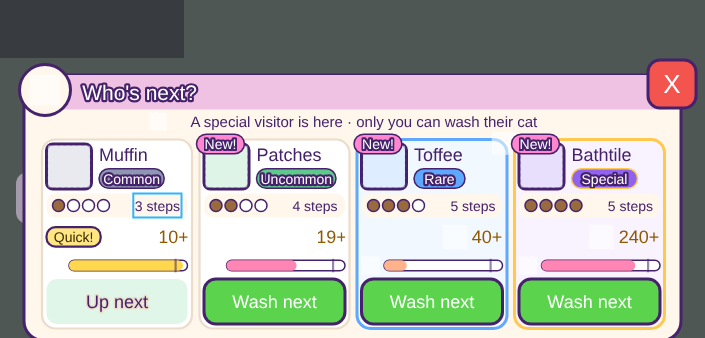 Who's next?
X
A special visitor is here · only you can wash their cat
Muffin
Common
3 steps
Quick!
10+
Up next
New!
Patches
Uncommon
4 steps
19+
Wash next
New!
Toffee
Rare
5 steps
40+
Wash next
New!
Bathtile
Special
5 steps
240+
Wash next